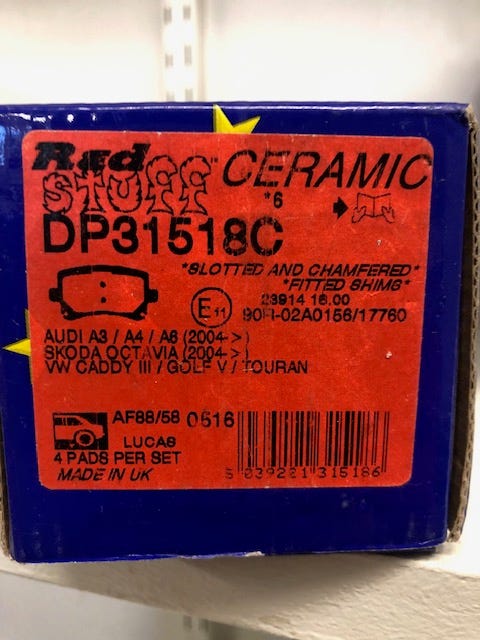 Red STUFF™ CERAMIC
*6
DP31518C
*SLOTTED AND CHAMFERED*
*FITTED SHIMS*
23914 16.00
E11 90R-02A0156/17760
AUDI A3 / A4 / A6 (2004->)
SKODA OCTAVIA (2004->)
VW CADDY III / GOLF V / TOURAN
AF88/58 0516
LUCAS
4 PADS PER SET
MADE IN UK
5 039221 315186